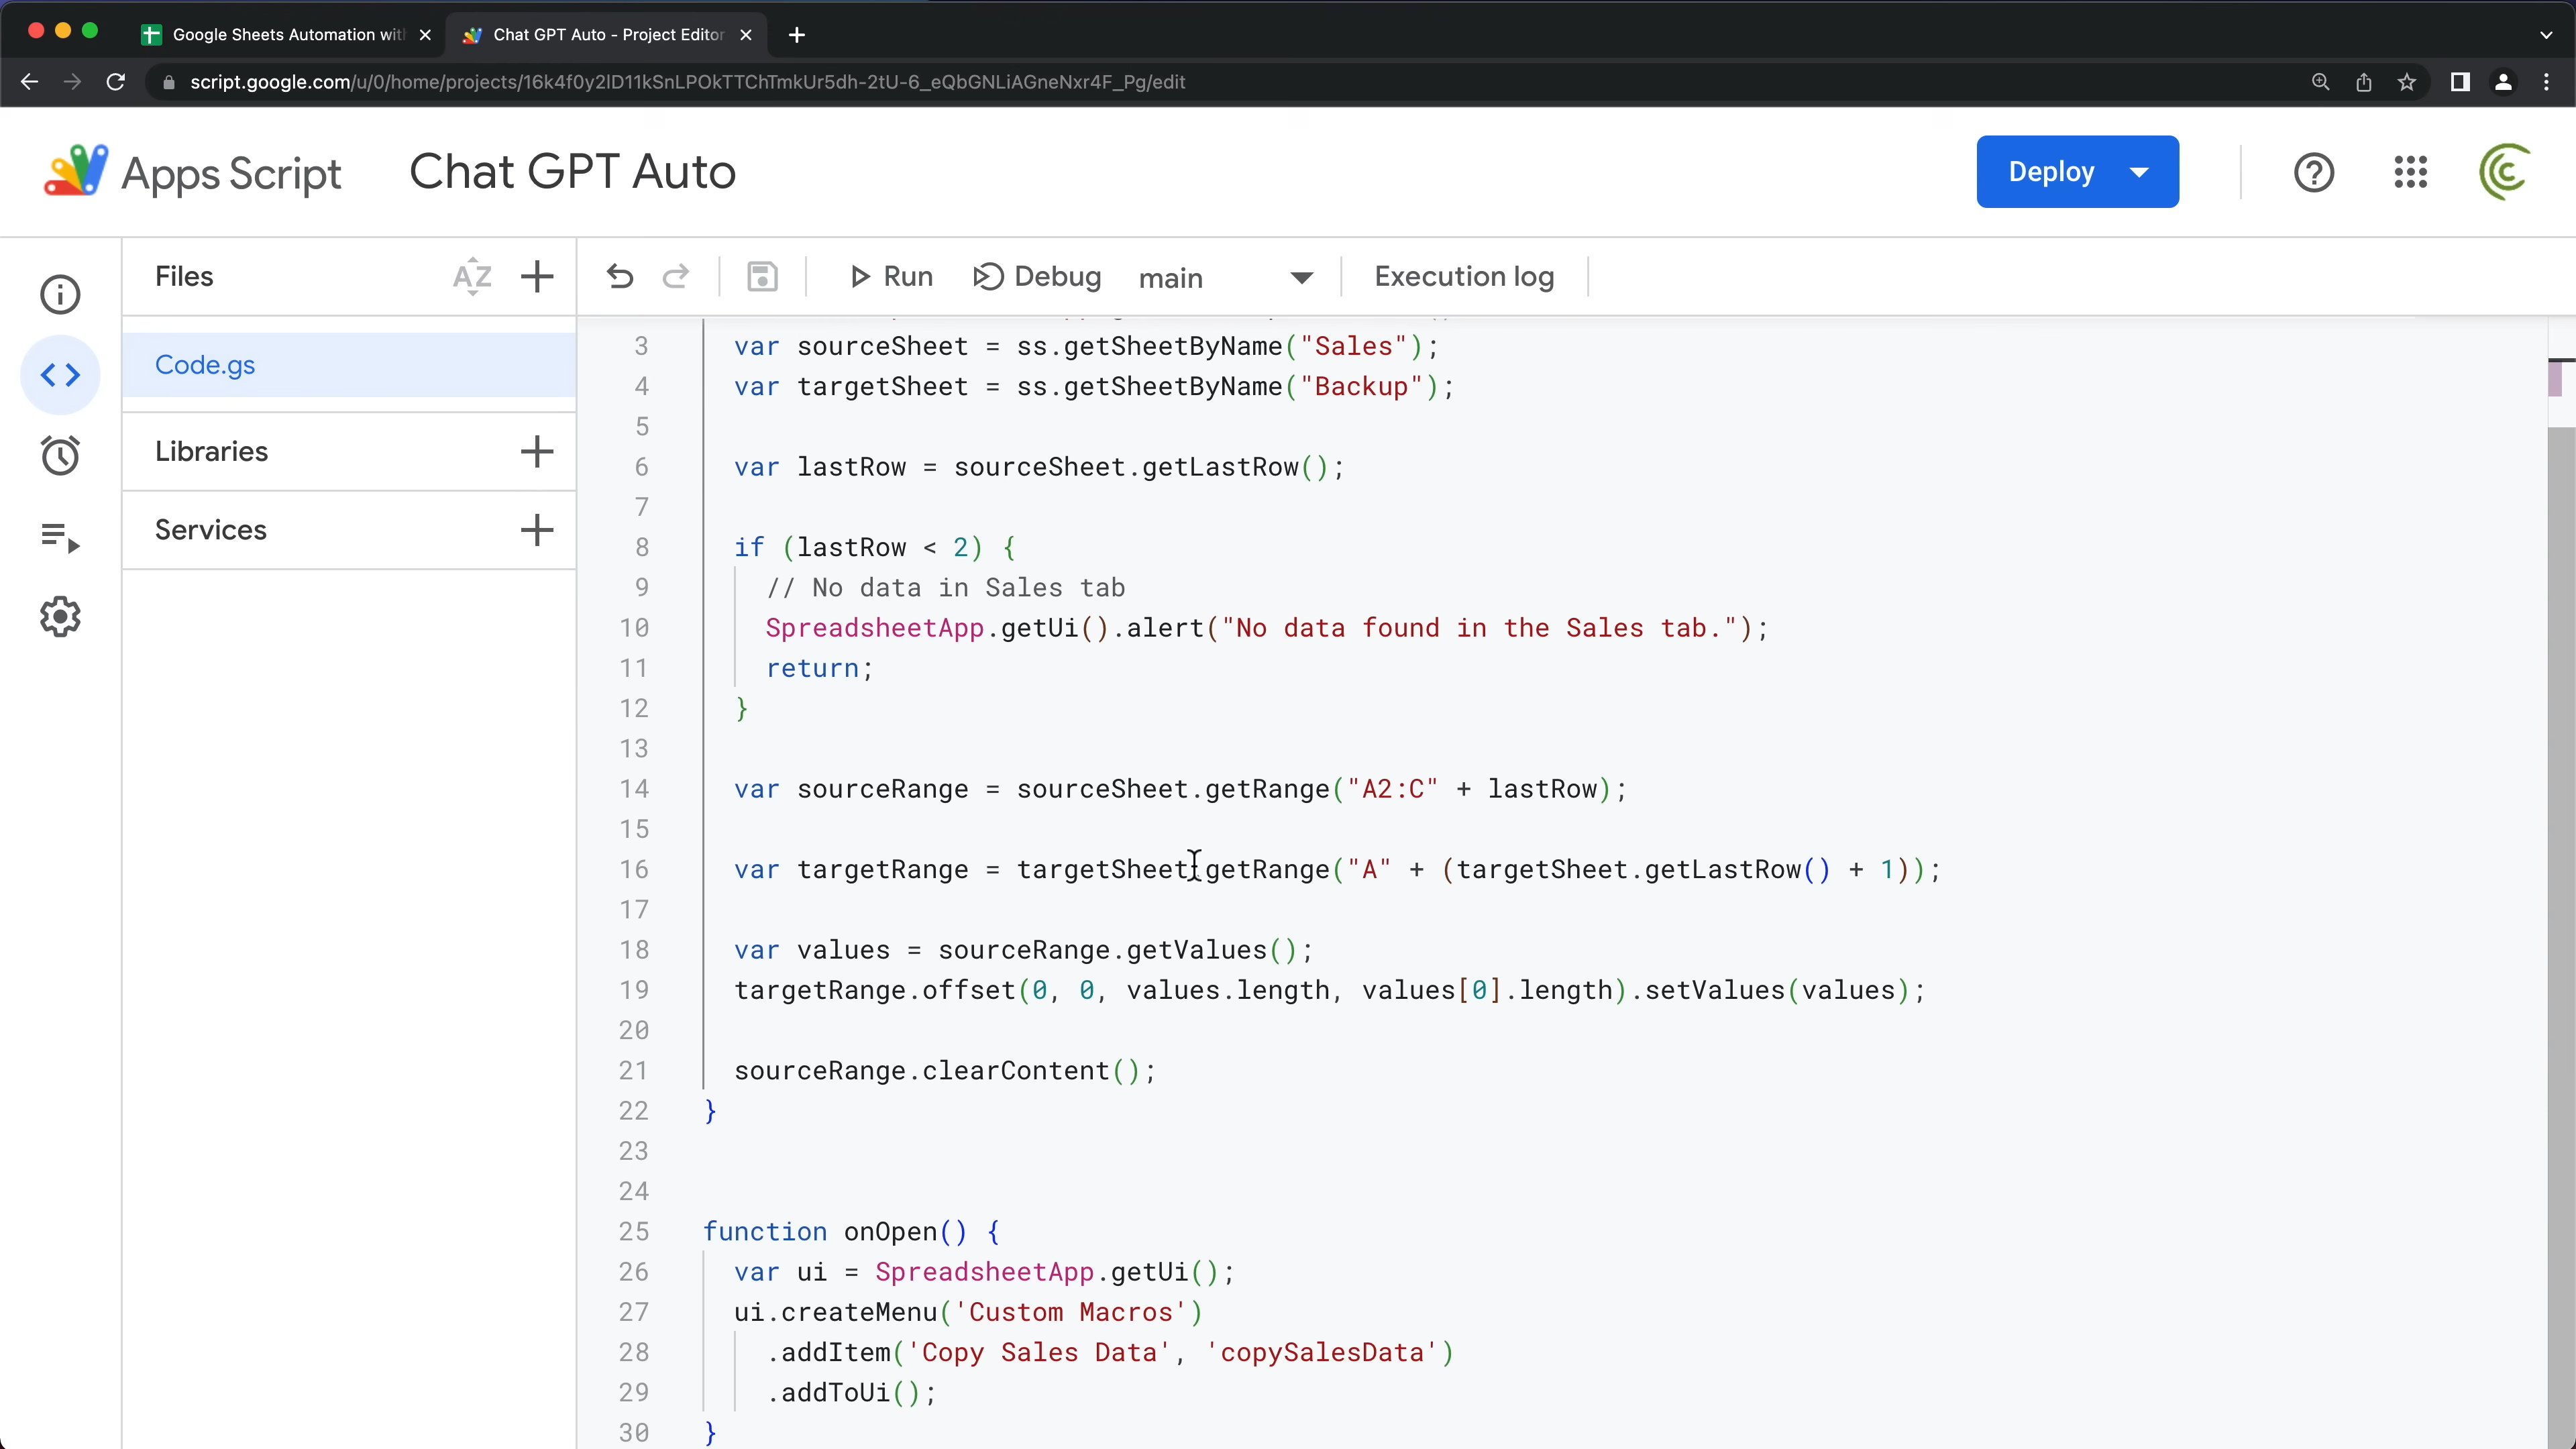 Google Sheets Automation wit
Chat GPT Auto - Project Editor
script.google.com/u/0/home/projects/16k4f0y2lD11kSnLPOkTTChTmkUr5dh-2tU-6_eQbGNLiAGneNxr4F_Pg/edit
Apps Script
Chat GPT Auto
Deploy
Files
AZ
Run
Debug
main
Execution log
Code.gs
Libraries
Services
3 var sourceSheet = ss.getSheetByName("Sales");
4 var targetSheet = ss.getSheetByName("Backup");
5
6 var lastRow = sourceSheet.getLastRow();
7
8 if (lastRow < 2) {
9 // No data in Sales tab
10 SpreadsheetApp.getUi().alert("No data found in the Sales tab.");
11 return;
12 }
13
14 var sourceRange = sourceSheet.getRange("A2:C" + lastRow);
15
16 var targetRange = targetSheet.getRange("A" + (targetSheet.getLastRow() + 1));
17
18 var values = sourceRange.getValues();
19 targetRange.offset(0, 0, values.length, values[0].length).setValues(values);
20
21 sourceRange.clearContent();
22 }
23
24
25 function onOpen() {
26 var ui = SpreadsheetApp.getUi();
27 ui.createMenu('Custom Macros')
28 .addItem('Copy Sales Data', 'copySalesData')
29 .addToUi();
30 }